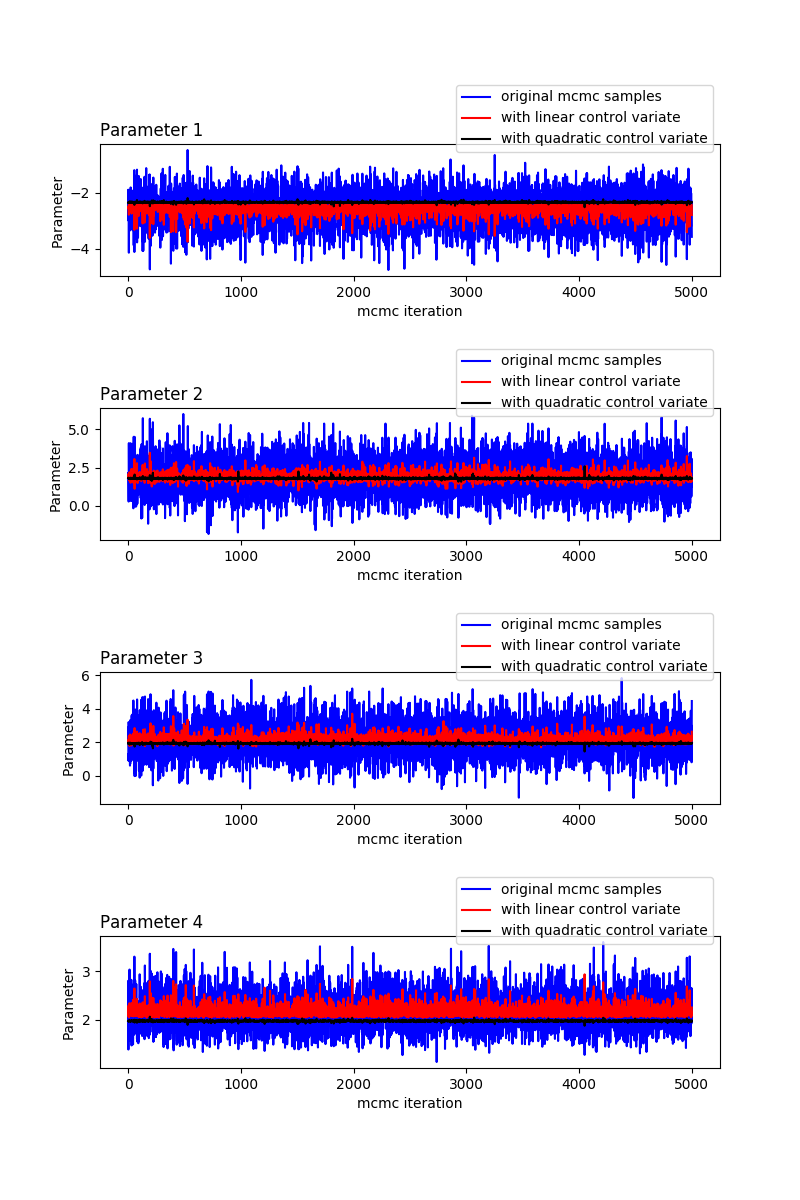 original mcmc samples
with linear control variate
with quadratic control variate
Parameter 1
Parameter
−2
−4
0 1000 2000 3000 4000 5000
mcmc iteration
original mcmc samples
with linear control variate
with quadratic control variate
Parameter 2
Parameter
5.0
2.5
0.0
0 1000 2000 3000 4000 5000
mcmc iteration
original mcmc samples
with linear control variate
with quadratic control variate
Parameter 3
Parameter
6
4
2
0
0 1000 2000 3000 4000 5000
mcmc iteration
original mcmc samples
with linear control variate
with quadratic control variate
Parameter 4
Parameter
3
2
0 1000 2000 3000 4000 5000
mcmc iteration